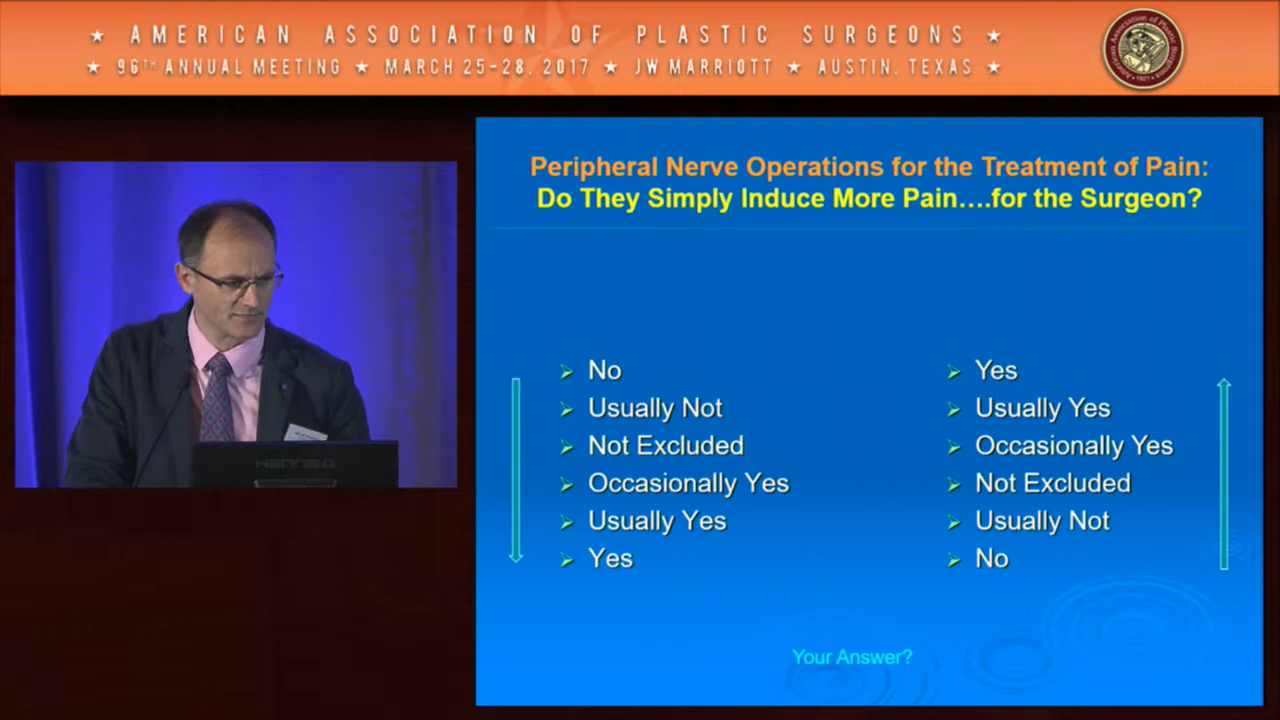 ★ AMERICAN ASSOCIATION OF PLASTIC SURGEONS ★
★ 96TH ANNUAL MEETING ★ MARCH 25-28, 2017 ★ JW MARRIOTT ★ AUSTIN, TEXAS ★
Peripheral Nerve Operations for the Treatment of Pain:
Do They Simply Induce More Pain....for the Surgeon?
No
Usually Not
Not Excluded
Occasionally Yes
Usually Yes
Yes
Yes
Usually Yes
Occasionally Yes
Not Excluded
Usually Not
No
Your Answer?